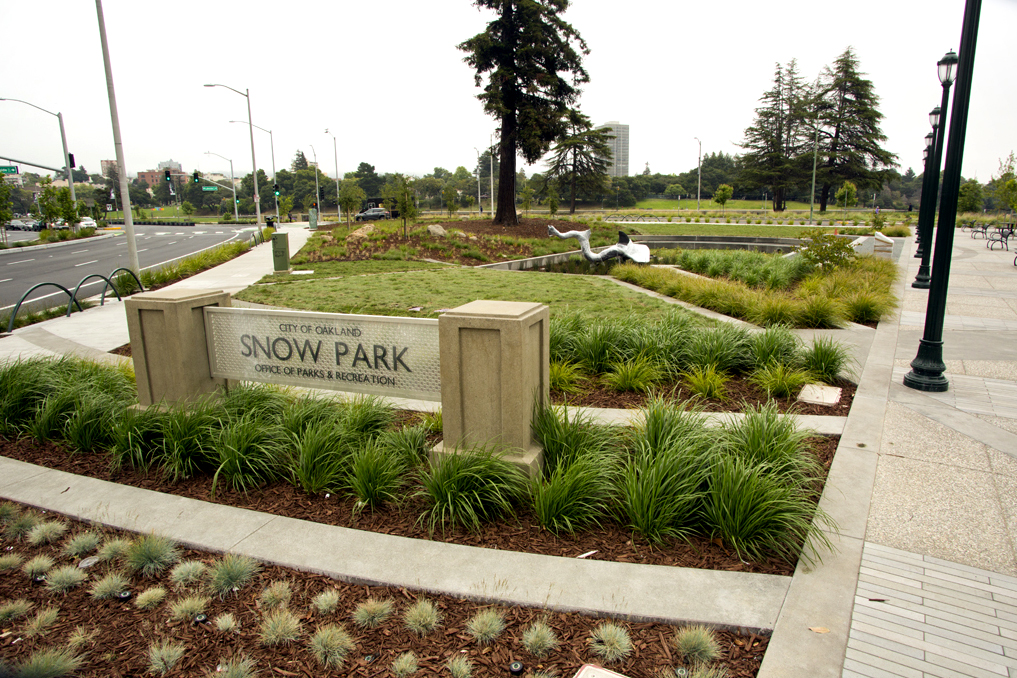 CITY OF OAKLAND
SNOW PARK
OFFICE OF PARKS & RECREATION